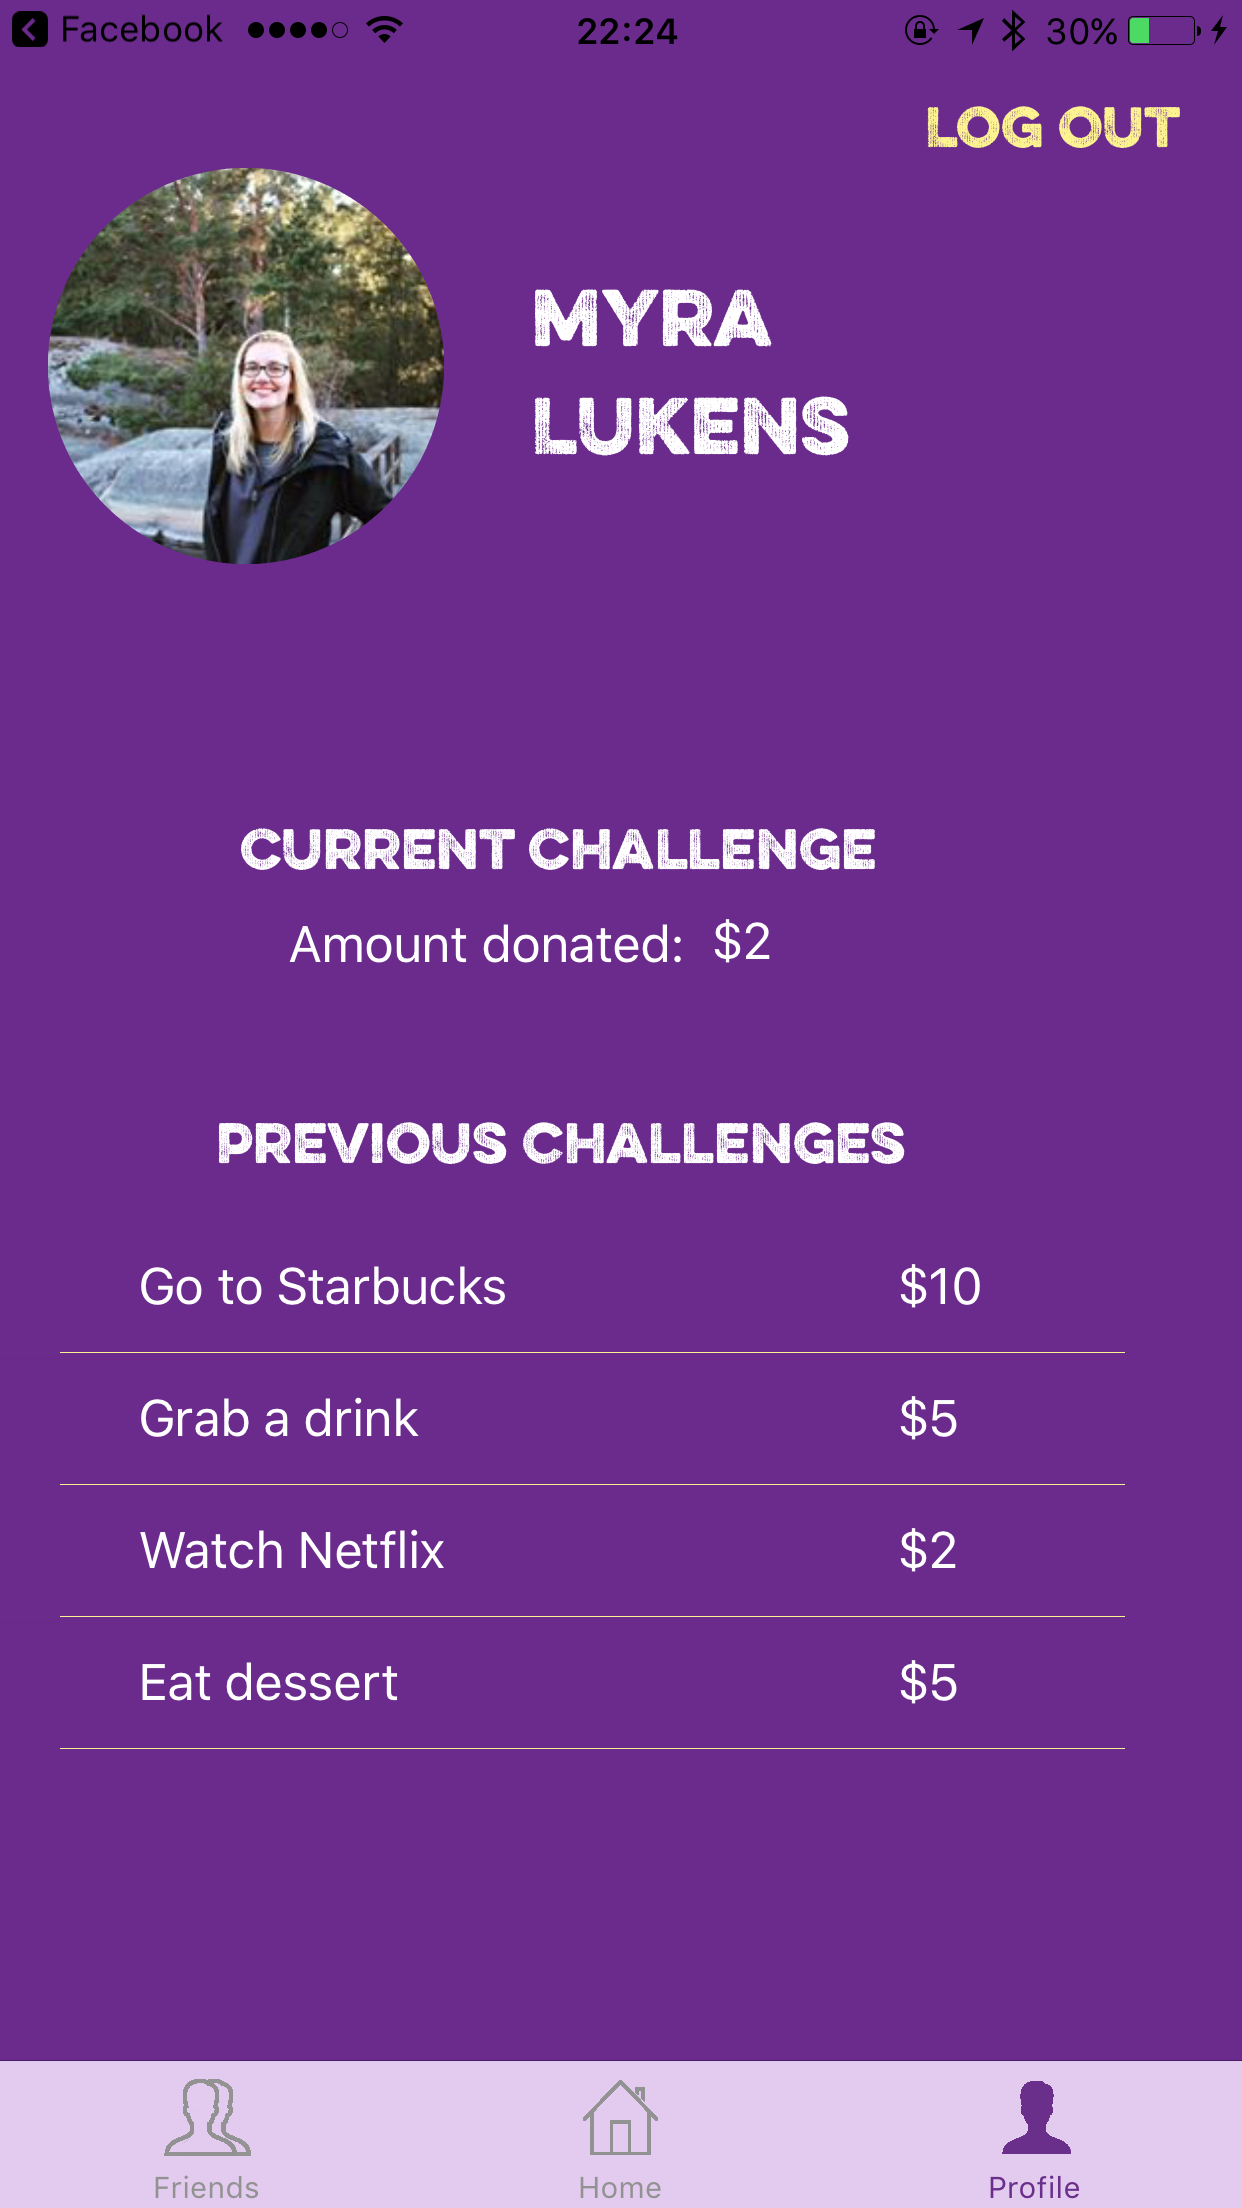 Facebook 22:24 30%
LOG OUT
MYRA
LUKENS
CURRENT CHALLENGE
Amount donated: $2
PREVIOUS CHALLENGES
Go to Starbucks $10
Grab a drink $5
Watch Netflix $2
Eat dessert $5
Friends Home Profile